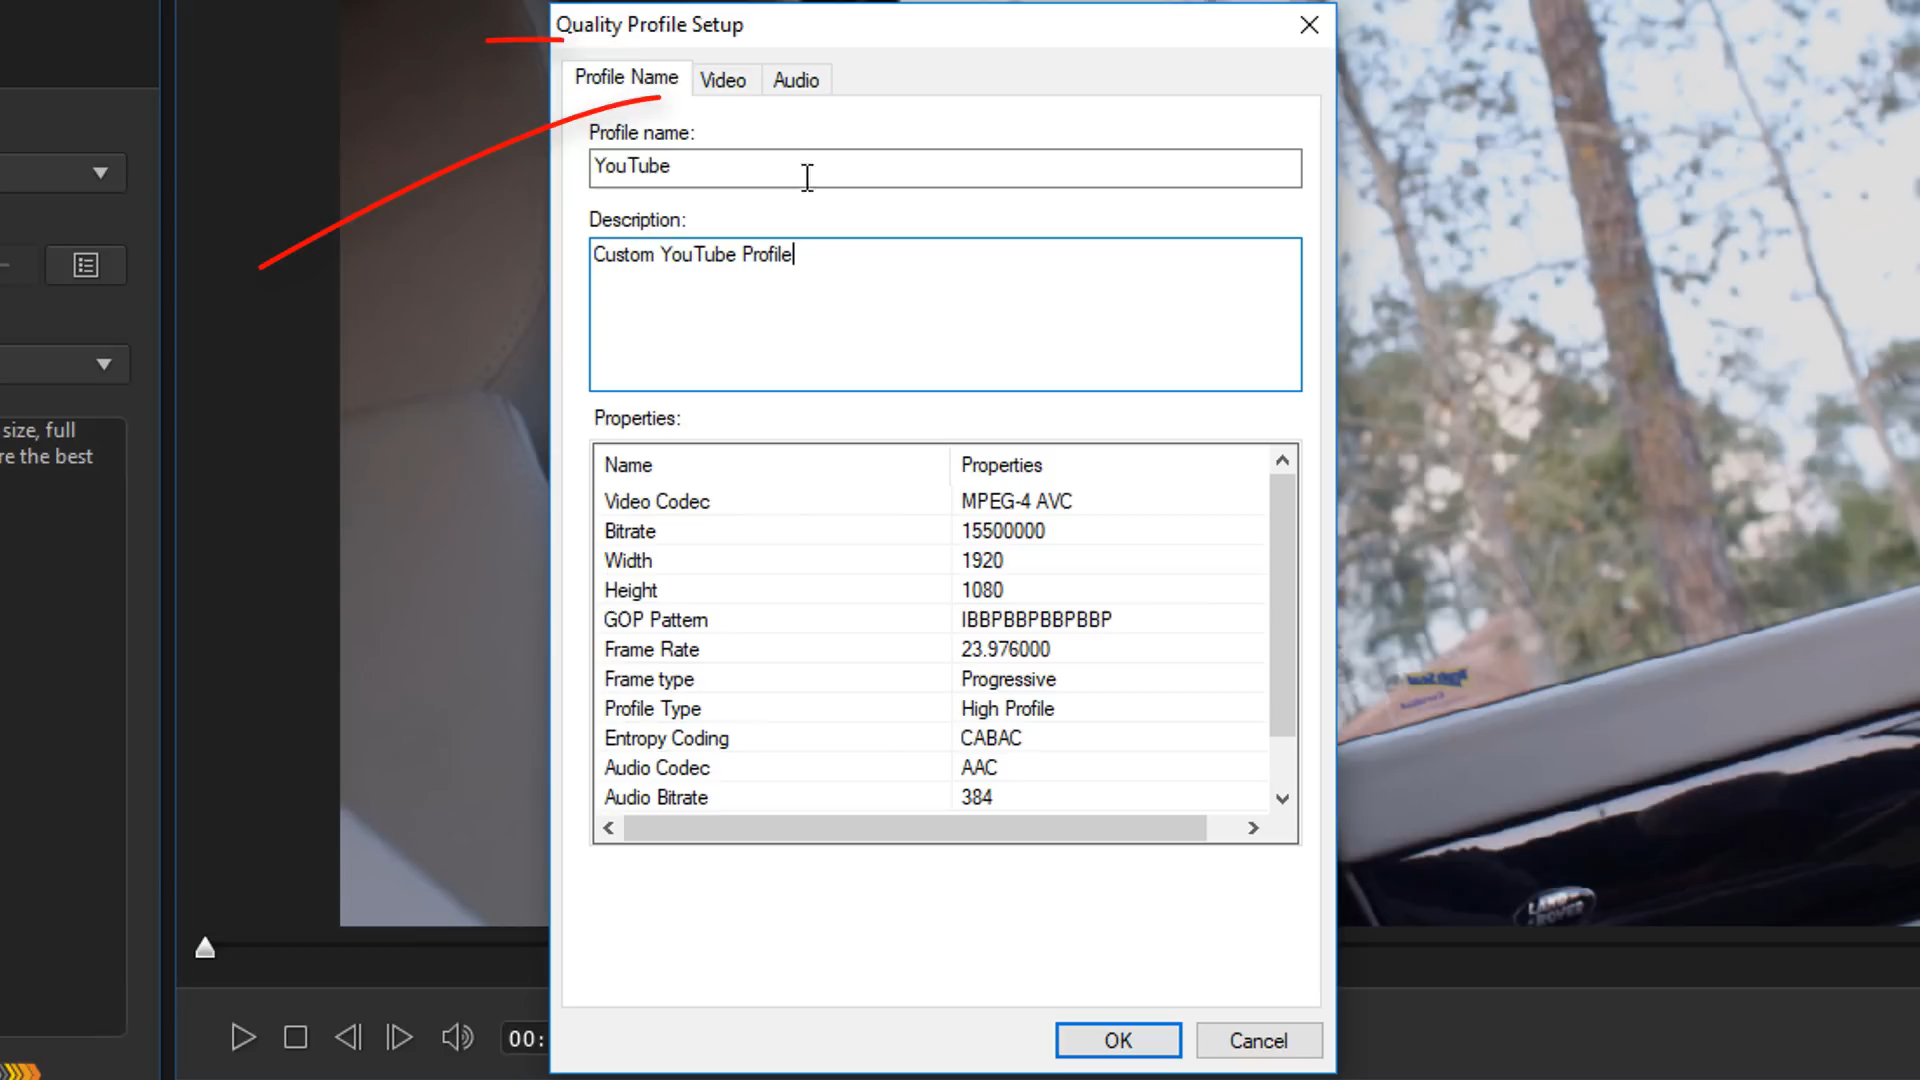 Quality Profile Setup
Profile Name
Video
Audio
Profile name:
YouTube
Description:
Custom YouTube Profile
size, full
re the best
Properties:
Name Properties
Video Codec MPEG-4 AVC
Bitrate 15500000
Width 1920
Height 1080
GOP Pattern IBBPBBPBBPBBP
Frame Rate 23.976000
Frame type Progressive
Profile Type High Profile
Entropy Coding CABAC
Audio Codec AAC
Audio Bitrate 384
LAND
ROVER
00:
OK
Cancel